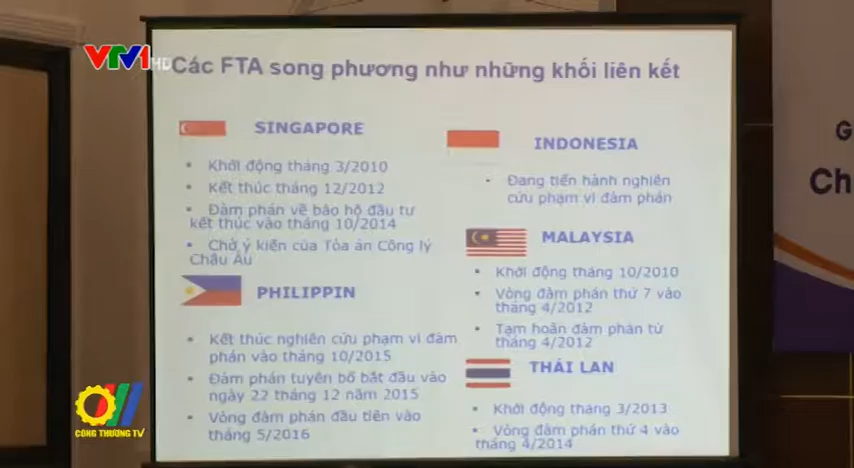 VTV1 HD
Các FTA song phương như những khối liên kết
SINGAPORE
Khởi động tháng 3/2010
Kết thúc tháng 12/2012
Đàm phán về bảo hộ đầu tư
kết thúc vào tháng 10/2014
Chờ ý kiến của Tòa án Công lý
Châu Âu
PHILIPPIN
Kết thúc nghiên cứu phạm vi đàm
phán vào tháng 10/2015
Đàm phán tuyên bố bắt đầu vào
ngày 22 tháng 12 năm 2015
Vòng đàm phán đầu tiên vào
tháng 5/2016
INDONESIA
Đang tiến hành nghiên
cứu phạm vi đàm phán
MALAYSIA
Khởi động tháng 10/2010
Vòng đàm phán thứ 7 vào
tháng 4/2012
Tạm hoãn đàm phán từ
tháng 4/2012
THÁI LAN
Khởi động tháng 3/2013
Vòng đàm phán thứ 4 vào
tháng 4/2014
G
Ch
CÔNG THƯƠNG TV